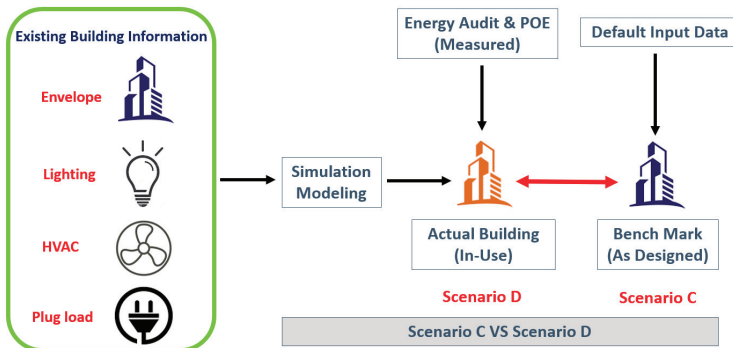 Existing Building Information
Envelope
Lighting
HVAC
Plug load
Simulation
Modeling
Energy Audit & POE
(Measured)
Default Input Data
Actual Building
(In-Use)
Bench Mark
(As Designed)
Scenario D
Scenario C
Scenario C VS Scenario D